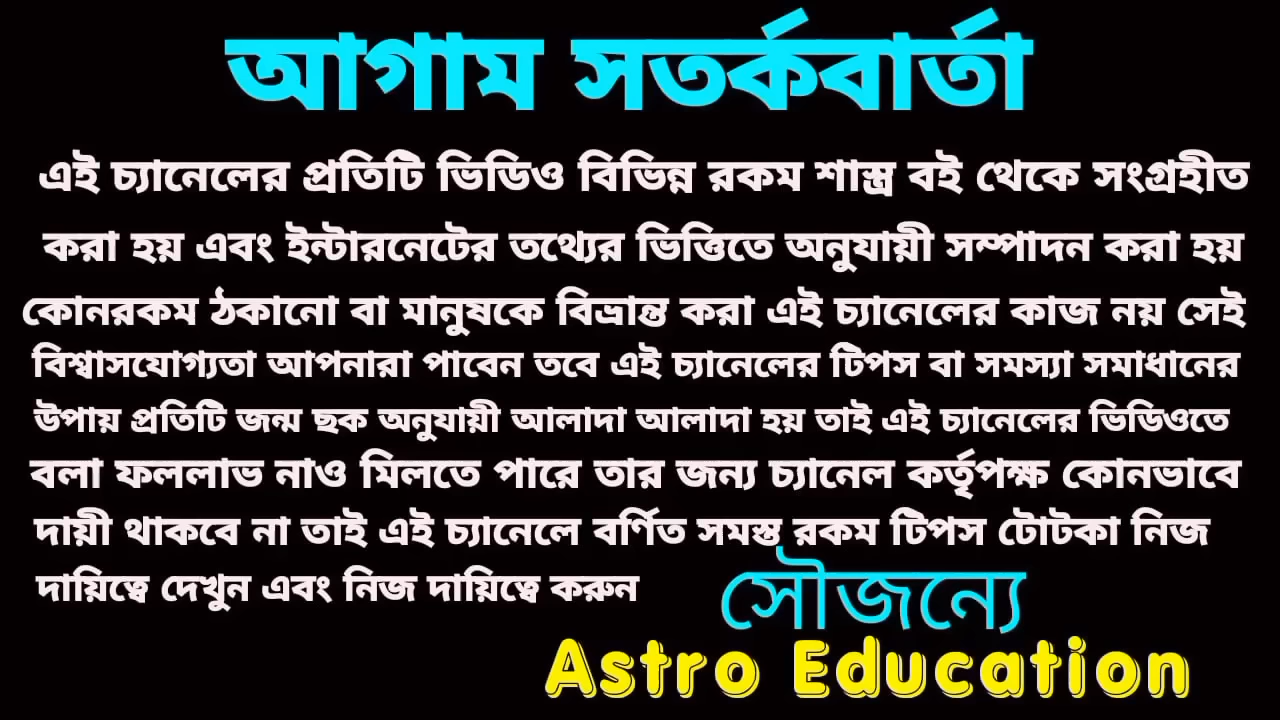 আগাম সতর্কবার্তা
এই চ্যানেলের প্রতিটি ভিডিও বিভিন্ন রকম শাস্ত্র বই থেকে সংগ্রহীত
করা হয় এবং ইন্টারনেটের তথ্যের ভিত্তিতে অনুযায়ী সম্পাদন করা হয়
কোনরকম ঠকানো বা মানুষকে বিভ্রান্ত করা এই চ্যানেলের কাজ নয় সেই
বিশ্বাসযোগ্যতা আপনারা পাবেন তবে এই চ্যানেলের টিপস বা সমস্যা সমাধানের
উপায় প্রতিটি জন্ম ছক অনুযায়ী আলাদা আলাদা হয় তাই এই চ্যানেলের ভিডিওতে
বলা ফললাভ নাও মিলতে পারে তার জন্য চ্যানেল কর্তৃপক্ষ কোনভাবে
দায়ী থাকবে না তাই এই চ্যানেলে বর্ণিত সমস্ত রকম টিপস টোটকা নিজ
দায়িত্বে দেখুন এবং নিজ দায়িত্বে করুন
সৌজন্যে
Astro Education